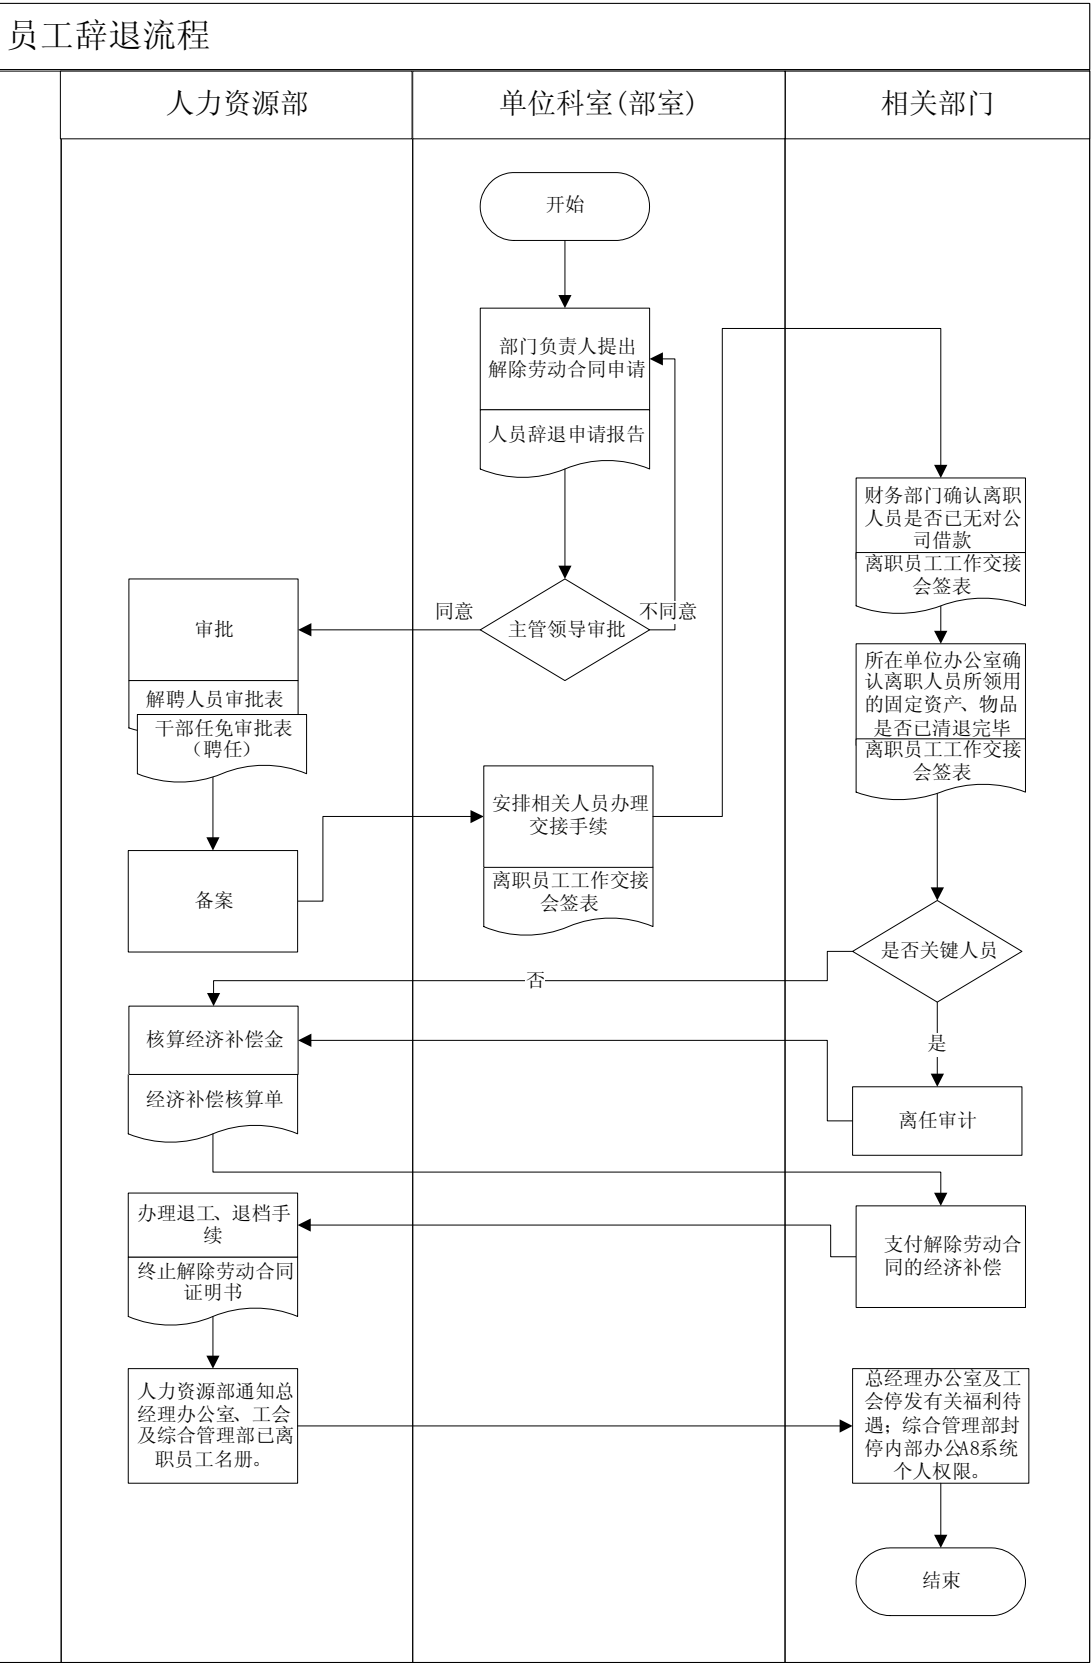 员工辞退流程
人力资源部
单位科室(部室)
相关部门
开始
部门负责人提出
解除劳动合同申请
人员辞退申请报告
主管领导审批
同意
不同意
审批
解聘人员审批表
干部任免审批表
（聘任）
备案
安排相关人员办理
交接手续
离职员工工作交接
会签表
财务部门确认离职
人员是否已无对公
司借款
离职员工工作交接
会签表
所在单位办公室确
认离职人员所领用
的固定资产、物品
是否已清退完毕
离职员工工作交接
会签表
是否关键人员
否
是
离任审计
核算经济补偿金
经济补偿核算单
支付解除劳动合
同的经济补偿
办理退工、退档手
续
终止解除劳动合同
证明书
人力资源部通知总
经理办公室、工会
及综合管理部已离
职员工名册。
总经理办公室及工
会停发有关福利待
遇；综合管理部封
停内部办公A8系统
个人权限。
结束